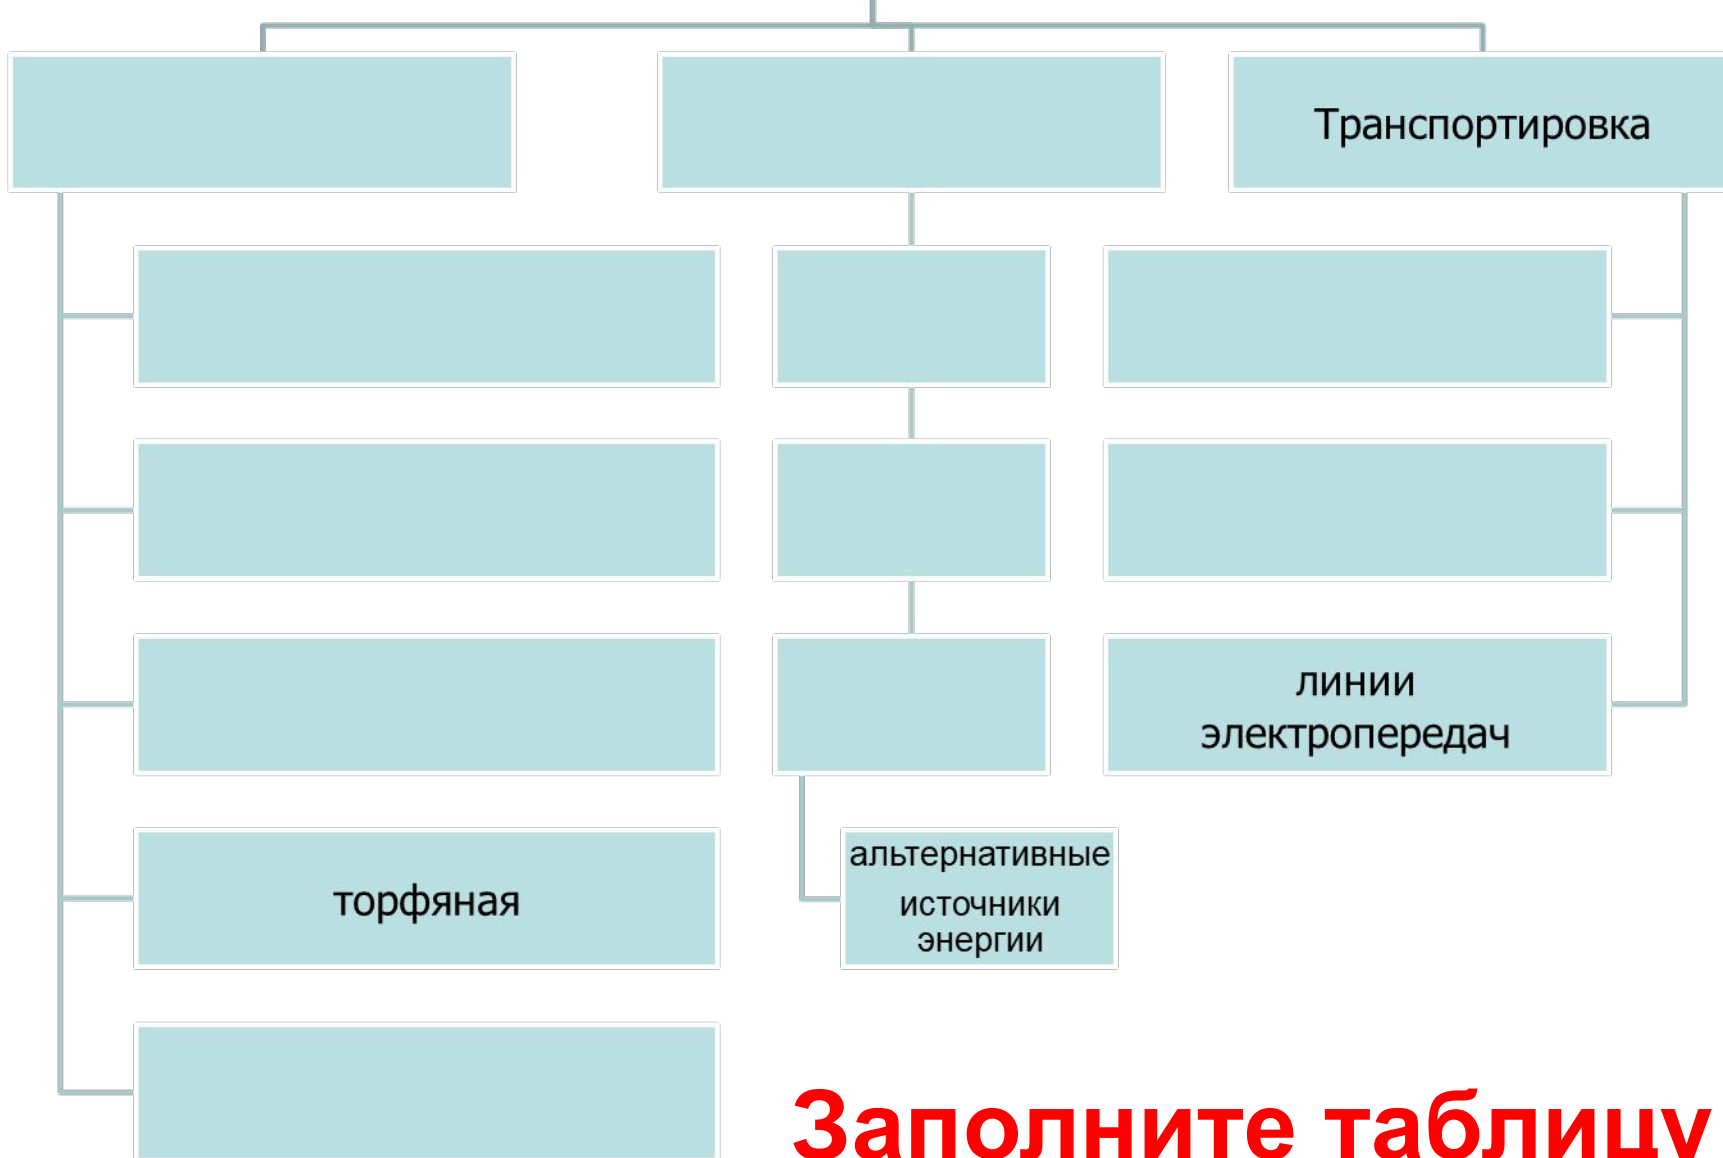 Транспортировка
линии
электропередач
торфяная
альтернативные
источники
энергии
Заполните таблицу